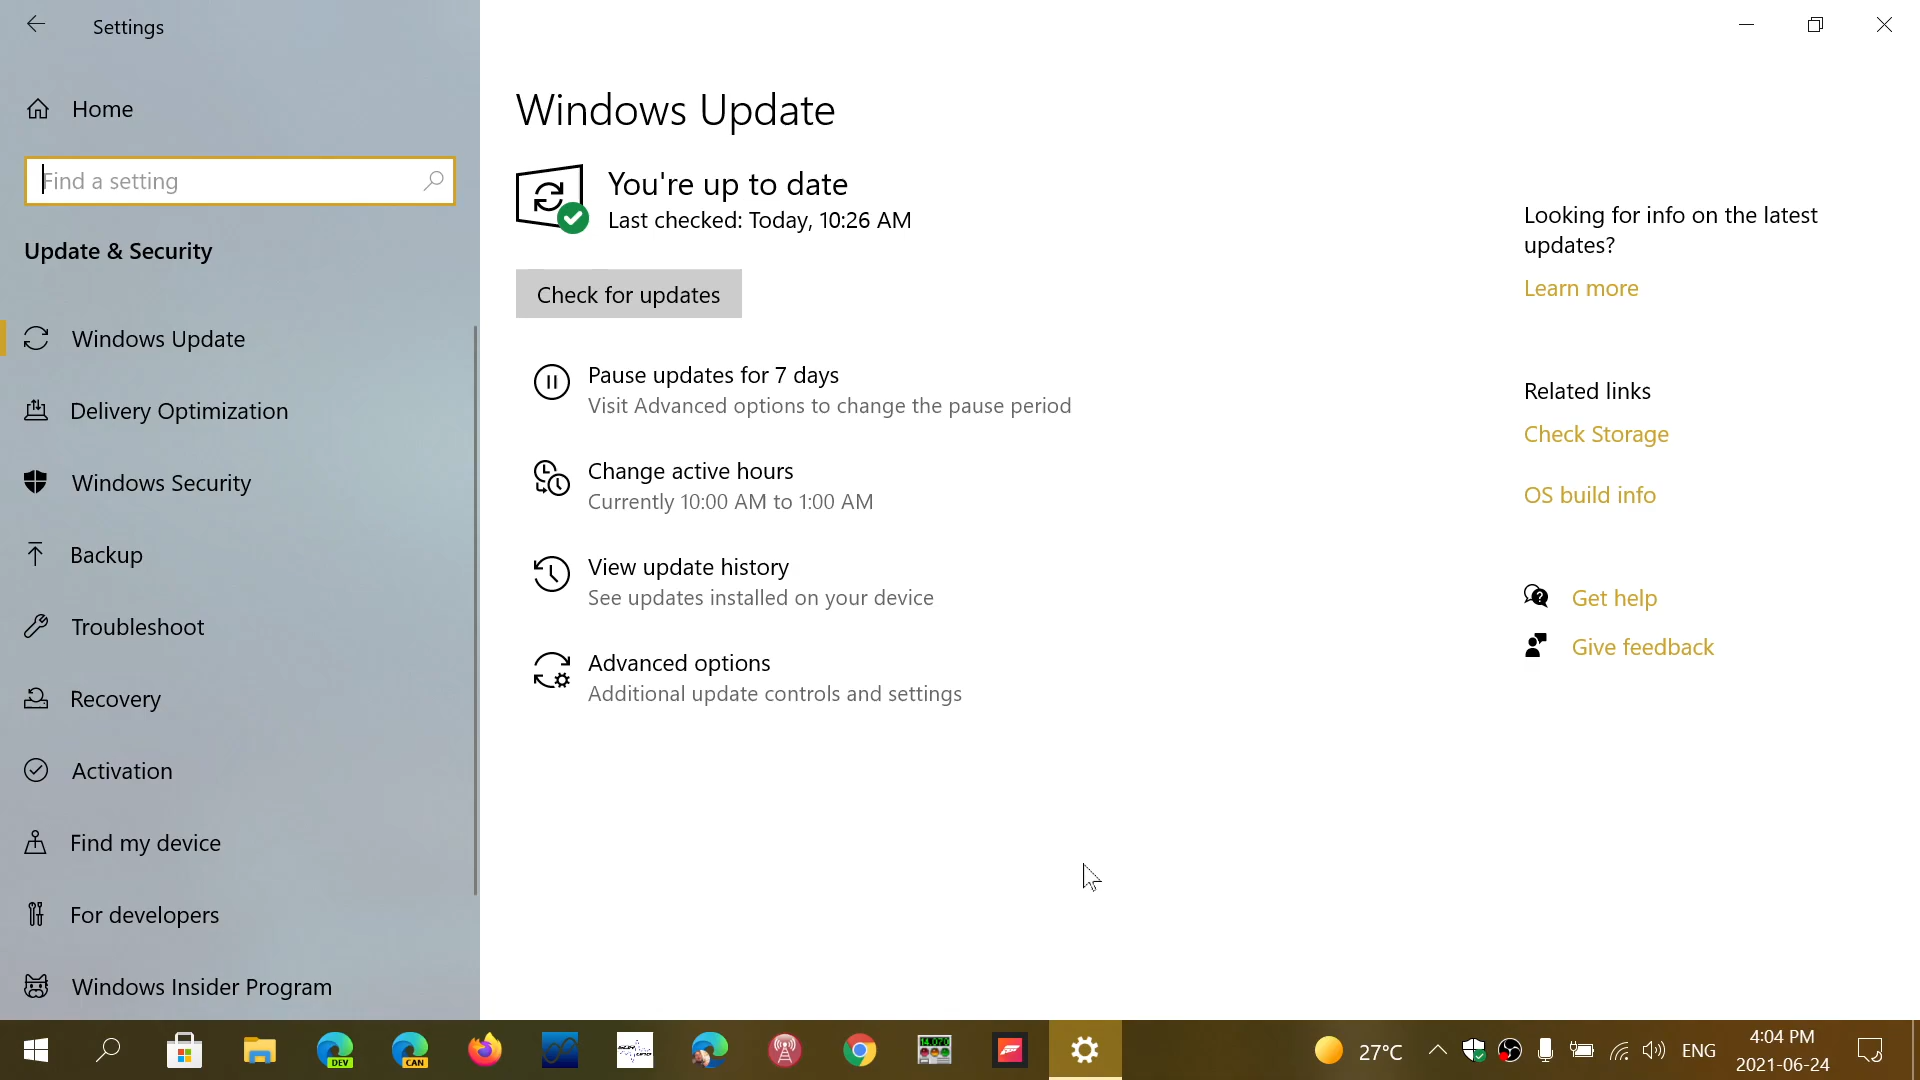 Settings
Home
Find a setting
Update & Security
Windows Update
Delivery Optimization
Windows Security
Backup
Troubleshoot
Recovery
Activation
Find my device
For developers
Windows Insider Program
Windows Update
You're up to date
Last checked: Today, 10:26 AM
Check for updates
Pause updates for 7 days
Visit Advanced options to change the pause period
Change active hours
Currently 10:00 AM to 1:00 AM
View update history
See updates installed on your device
Advanced options
Additional update controls and settings
Looking for info on the latest
updates?
Learn more
Related links
Check Storage
OS build info
Get help
Give feedback
DEV
CAN
14.070
27°C
ENG
4:04 PM
2021-06-24